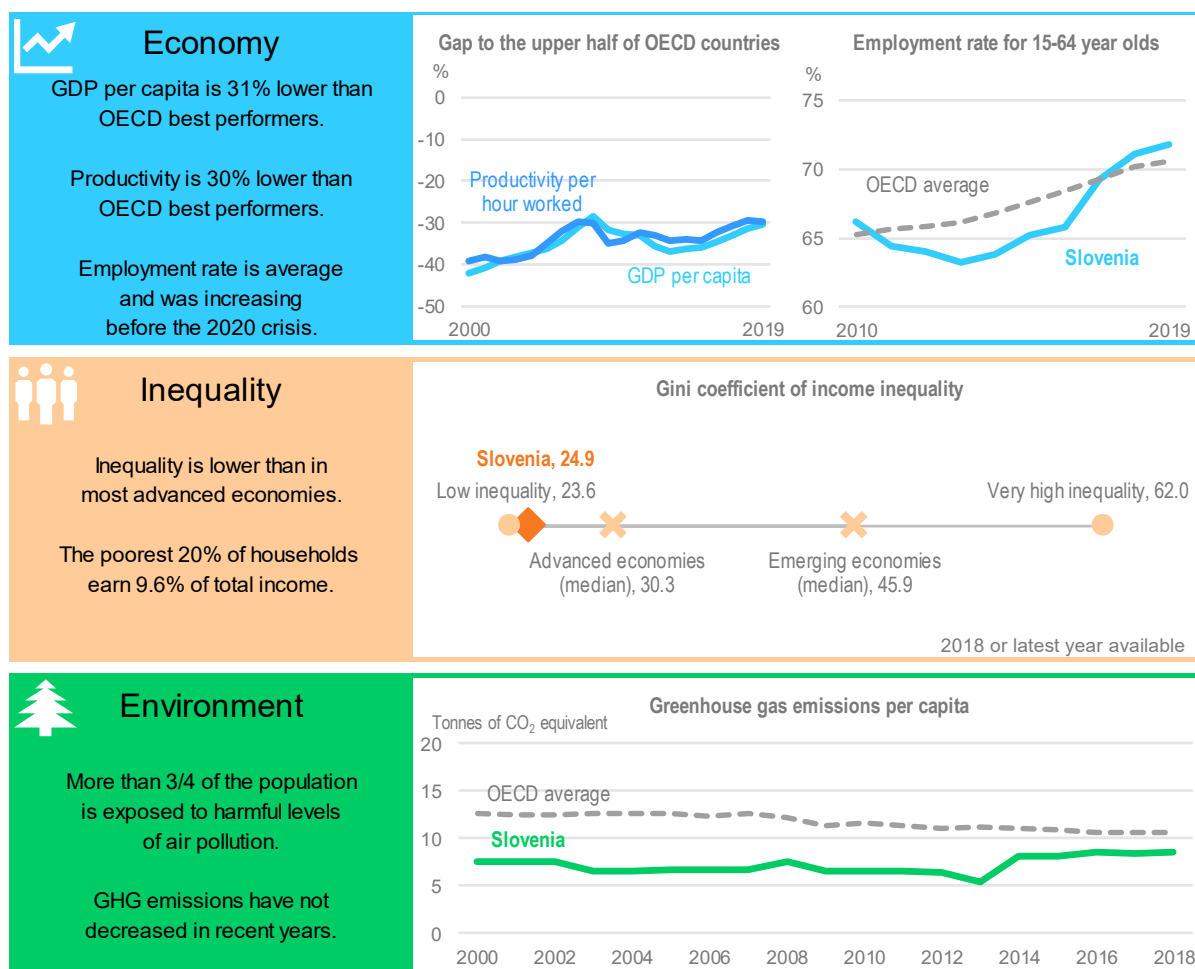 Economy
GDP per capita is 31% lower than
OECD best performers.
Productivity is 30% lower than
OECD best performers.
Employment rate is average
and was increasing
before the 2020 crisis.
Gap to the upper half of OECD countries
%
0
-10
-20
-30
-40
-50
Productivity per
hour worked
GDP per capita
2000
2019
Employment rate for 15-64 year olds
%
75
70
65
60
OECD average
Slovenia
2010
2019
Inequality
Inequality is lower than in
most advanced economies.
The poorest 20% of households
earn 9.6% of total income.
Gini coefficient of income inequality
Slovenia, 24.9
Low inequality, 23.6
Very high inequality, 62.0
Advanced economies
(median), 30.3
Emerging economies
(median), 45.9
2018 or latest year available
Environment
More than 3/4 of the population
is exposed to harmful levels
of air pollution.
GHG emissions have not
decreased in recent years.
Greenhouse gas emissions per capita
Tonnes of CO₂ equivalent
20
15
10
5
0
OECD average
Slovenia
2000 2002 2004 2006 2008 2010 2012 2014 2016 2018